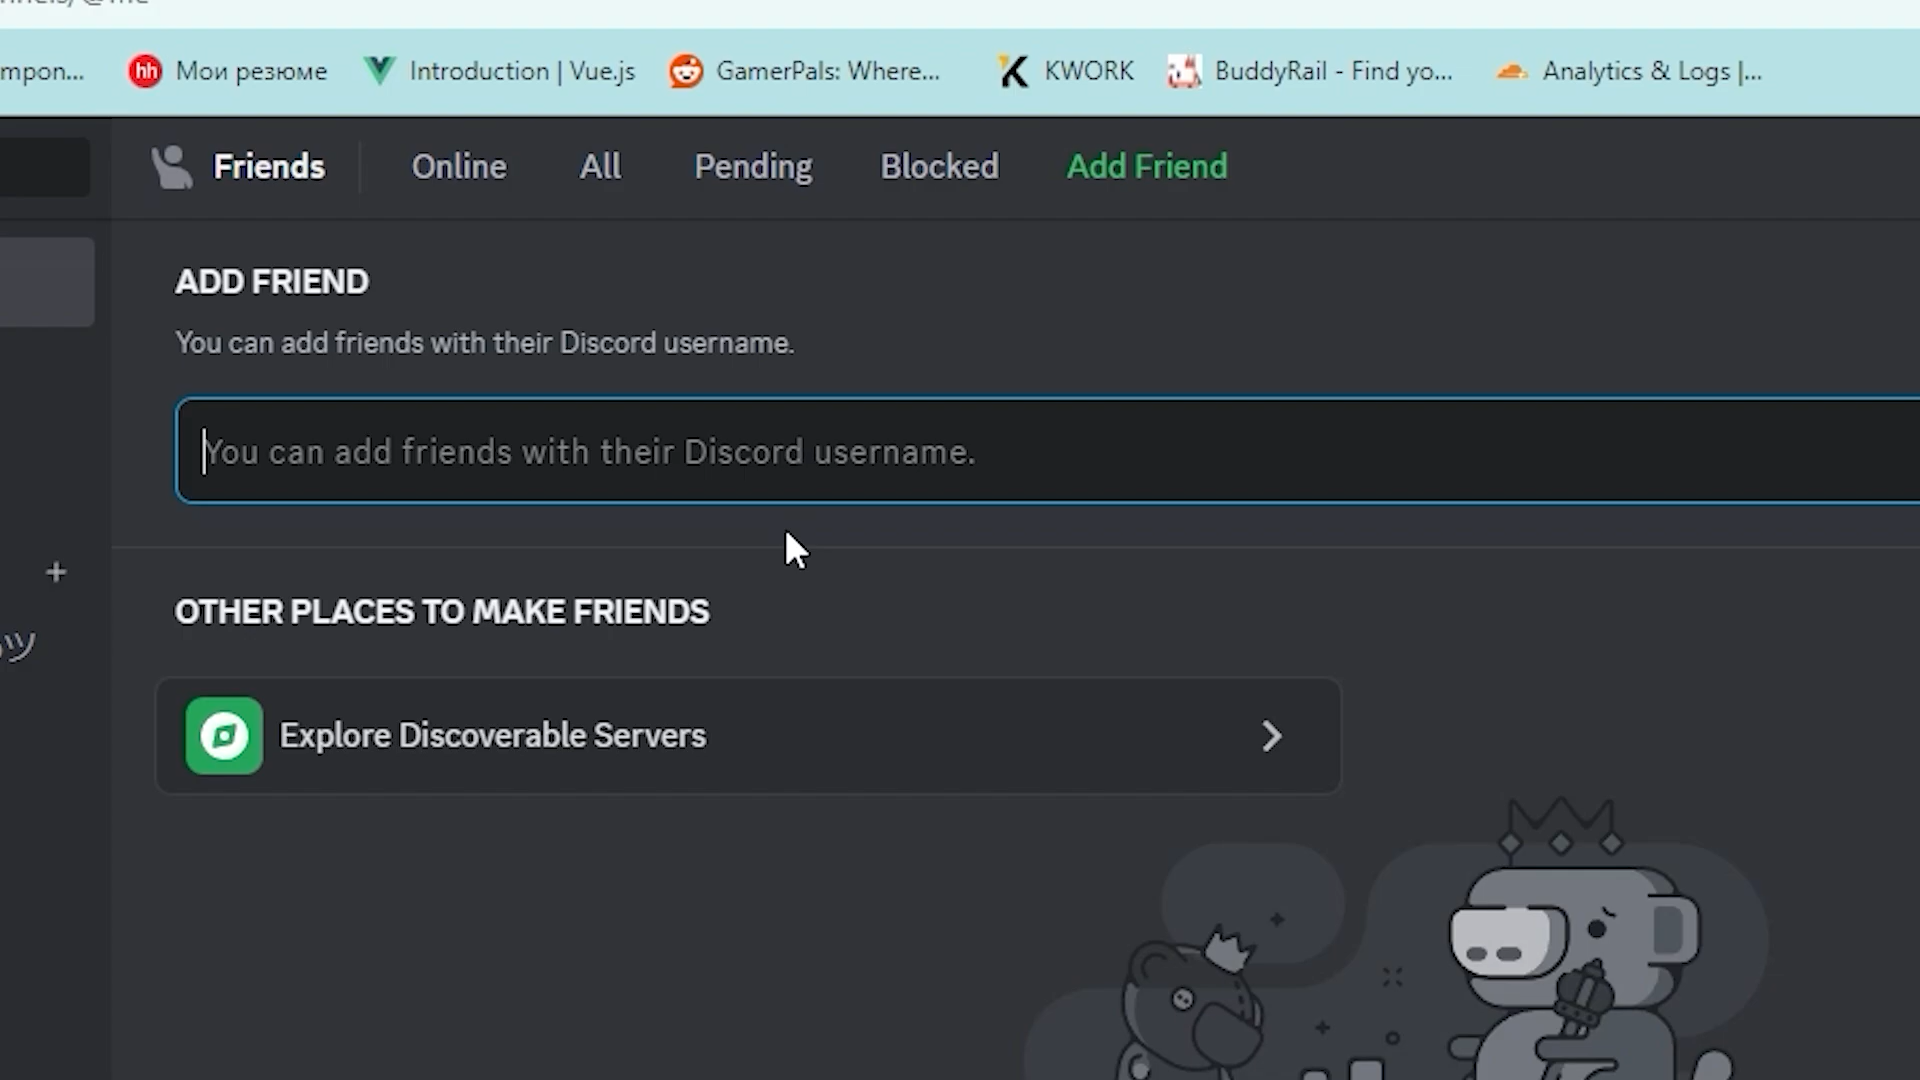 mpon... hh Мои резюме Introduction | Vue.js GamerPals: Where... KWORK BuddyRail - Find yo... Analytics & Logs |...
Friends Online All Pending Blocked Add Friend
ADD FRIEND
You can add friends with their Discord username.
You can add friends with their Discord username.
+
OTHER PLACES TO MAKE FRIENDS
ツ
Explore Discoverable Servers